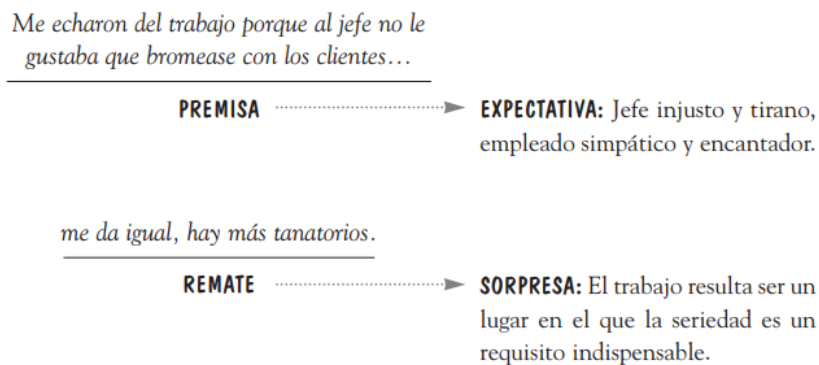 Me echaron del trabajo porque al jefe no le
gustaba que bromease con los clientes...
PREMISA
EXPECTATIVA: Jefe injusto y tirano,
empleado simpático y encantador.
me da igual, hay más tanatorios.
REMATE
SORPRESA: El trabajo resulta ser un
lugar en el que la seriedad es un
requisito indispensable.